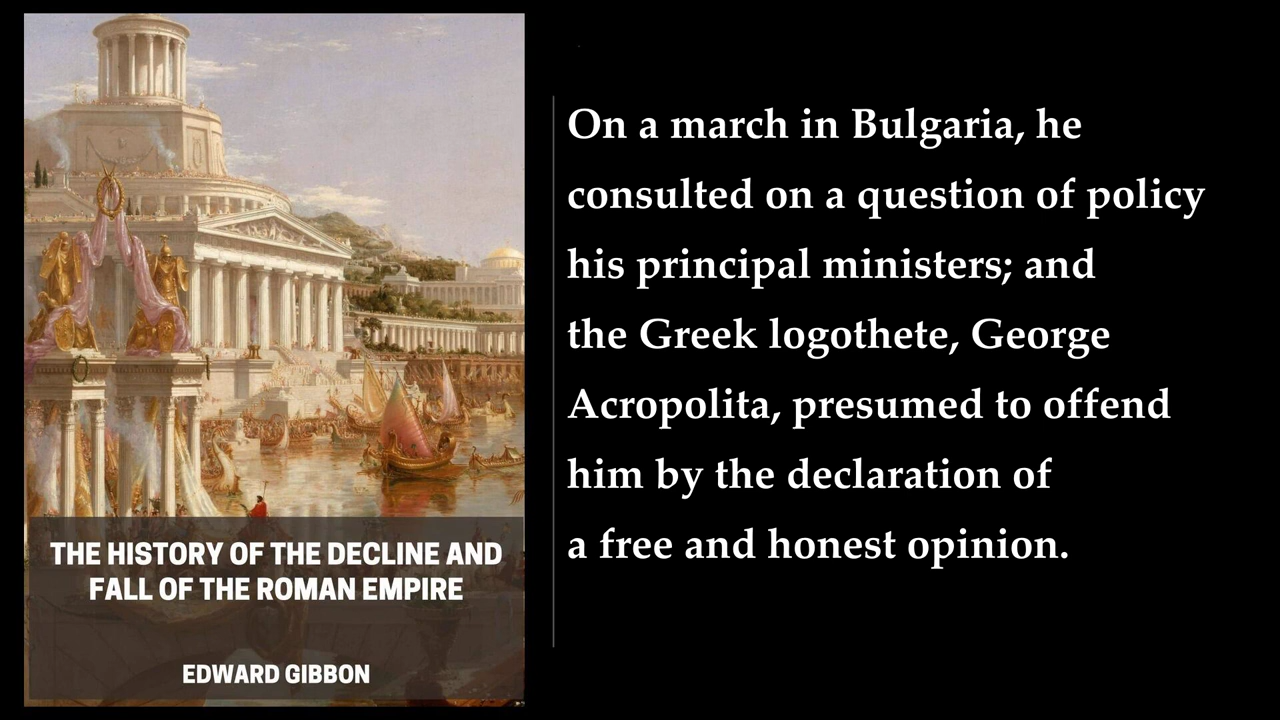 THE HISTORY OF THE DECLINE AND
FALL OF THE ROMAN EMPIRE
EDWARD GIBBON
On a march in Bulgaria, he
consulted on a question of policy
his principal ministers; and
the Greek logothete, George
Acropolita, presumed to offend
him by the declaration of
a free and honest opinion.